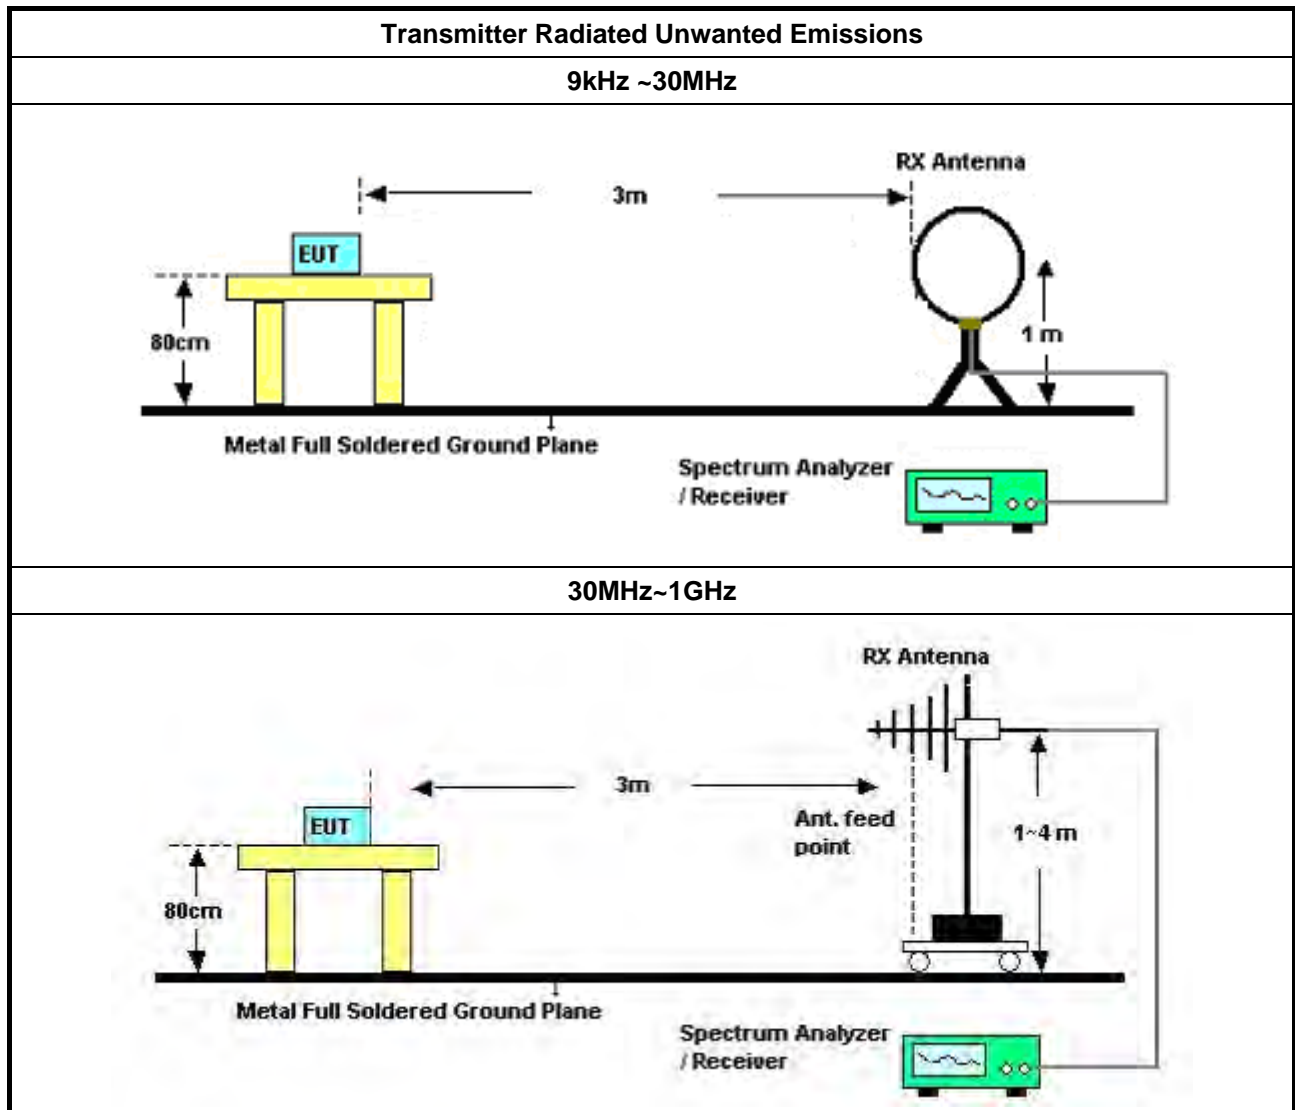 Transmitter Radiated Unwanted Emissions
9kHz ~30MHz
RX Antenna
3m
EUT
80cm
1 m
Metal Full Soldered Ground Plane
Spectrum Analyzer
/ Receiver
30MHz~1GHz
RX Antenna
3m
EUT
Ant. feed
point
1~4 m
80cm
Metal Full Soldered Ground Plane
Spectrum Analyzer
/ Receiver